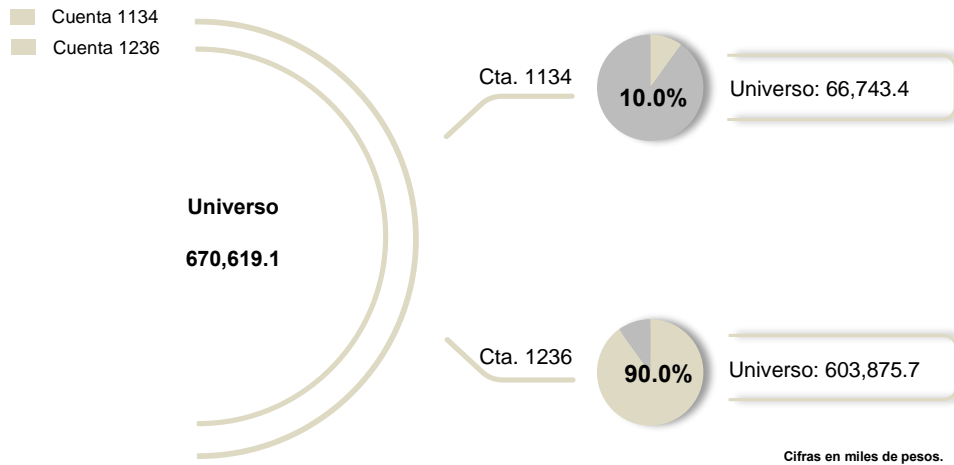 Cuenta 1134
Cuenta 1236
Universo
670,619.1
Cta. 1134
10.0%
Universo: 66,743.4
Cta. 1236
90.0%
Universo: 603,875.7
Cifras en miles de pesos.